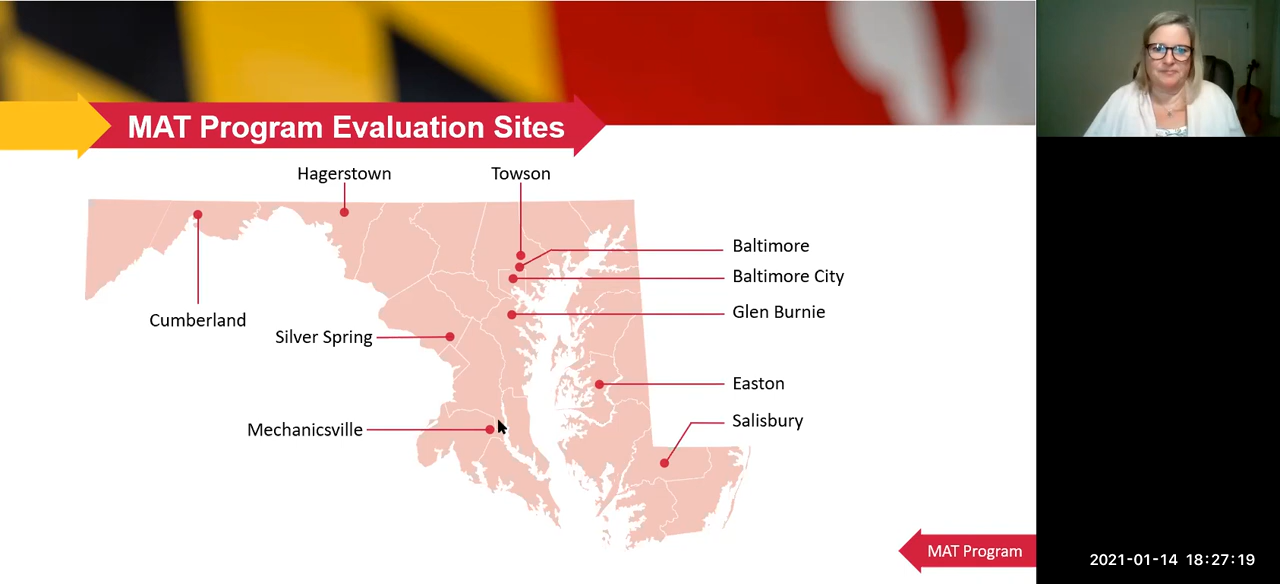 MAT Program Evaluation Sites
Hagerstown
Towson
Baltimore
Baltimore City
Cumberland
Glen Burnie
Silver Spring
Easton
Salisbury
Mechanicsville
MAT Program
2021-01-14 18:27:19